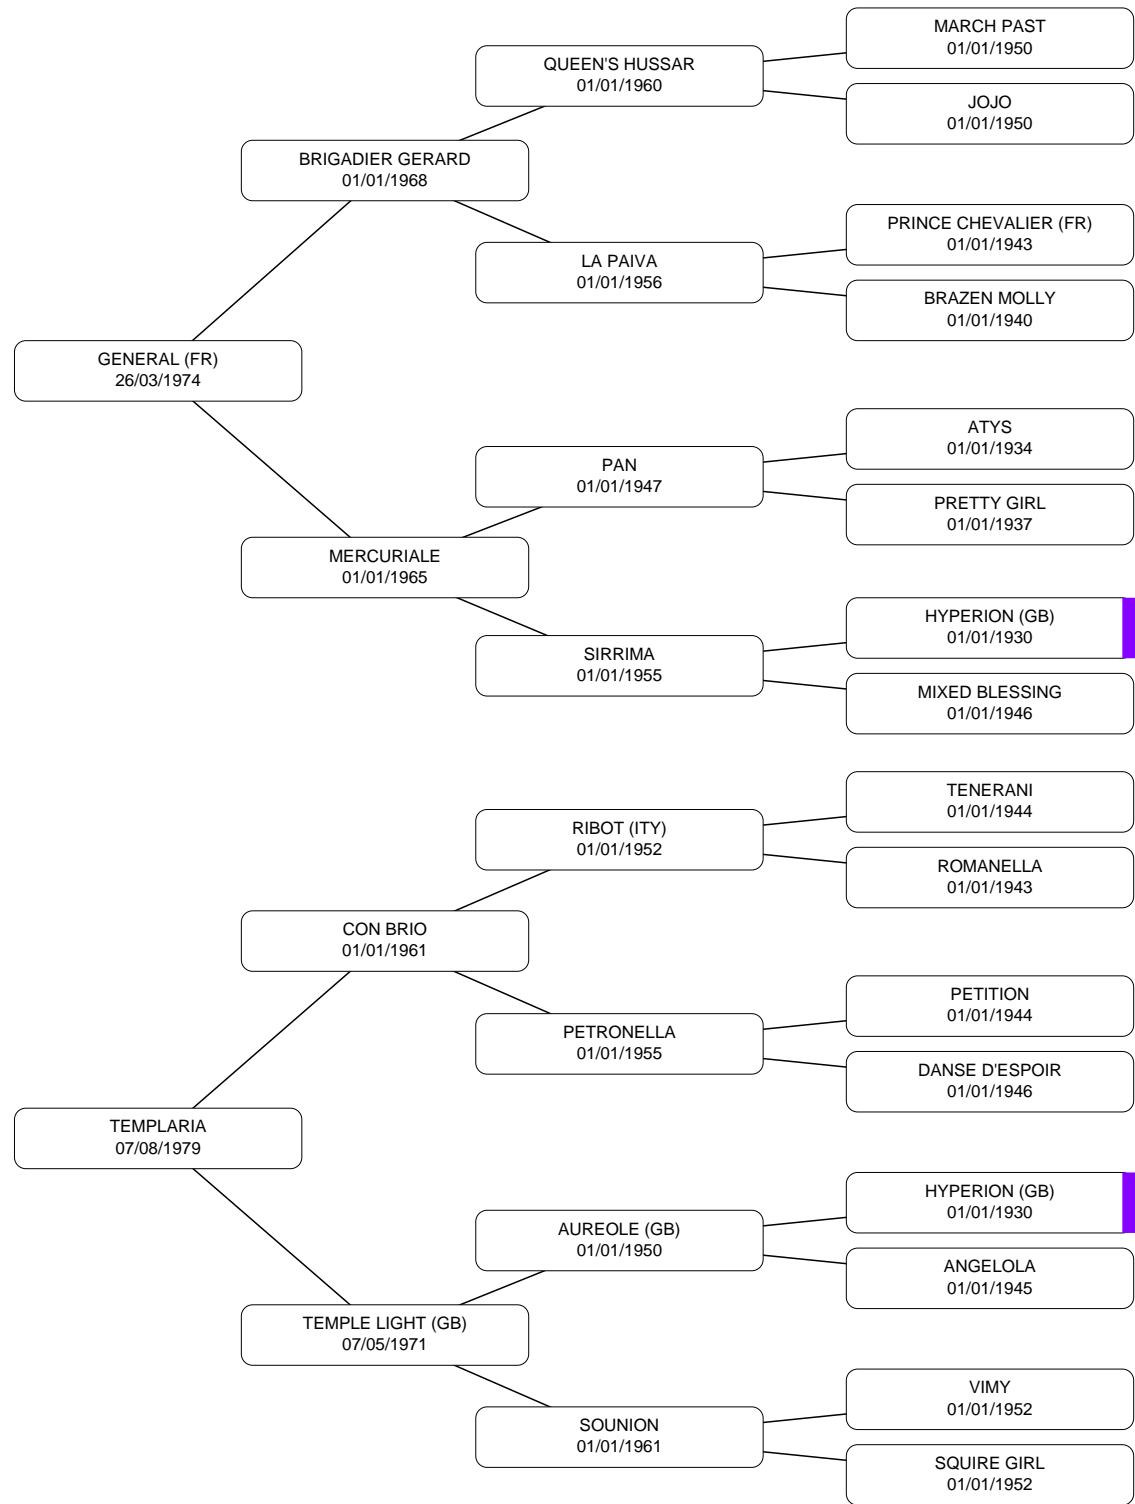 MARCH PAST
01/01/1950
QUEEN'S HUSSAR
01/01/1960
JOJO
01/01/1950
BRIGADIER GERARD
01/01/1968
PRINCE CHEVALIER (FR)
01/01/1943
LA PAIVA
01/01/1956
BRAZEN MOLLY
01/01/1940
GENERAL (FR)
26/03/1974
ATYS
01/01/1934
PAN
01/01/1947
PRETTY GIRL
01/01/1937
MERCURIALE
01/01/1965
HYPERION (GB)
01/01/1930
SIRRIMA
01/01/1955
MIXED BLESSING
01/01/1946
TENERANI
01/01/1944
RIBOT (ITY)
01/01/1952
ROMANELLA
01/01/1943
CON BRIO
01/01/1961
PETITION
01/01/1944
PETRONELLA
01/01/1955
DANSE D'ESPOIR
01/01/1946
TEMPLARIA
07/08/1979
HYPERION (GB)
01/01/1930
AUREOLE (GB)
01/01/1950
ANGELOLA
01/01/1945
TEMPLE LIGHT (GB)
07/05/1971
VIMY
01/01/1952
SOUNION
01/01/1961
SQUIRE GIRL
01/01/1952